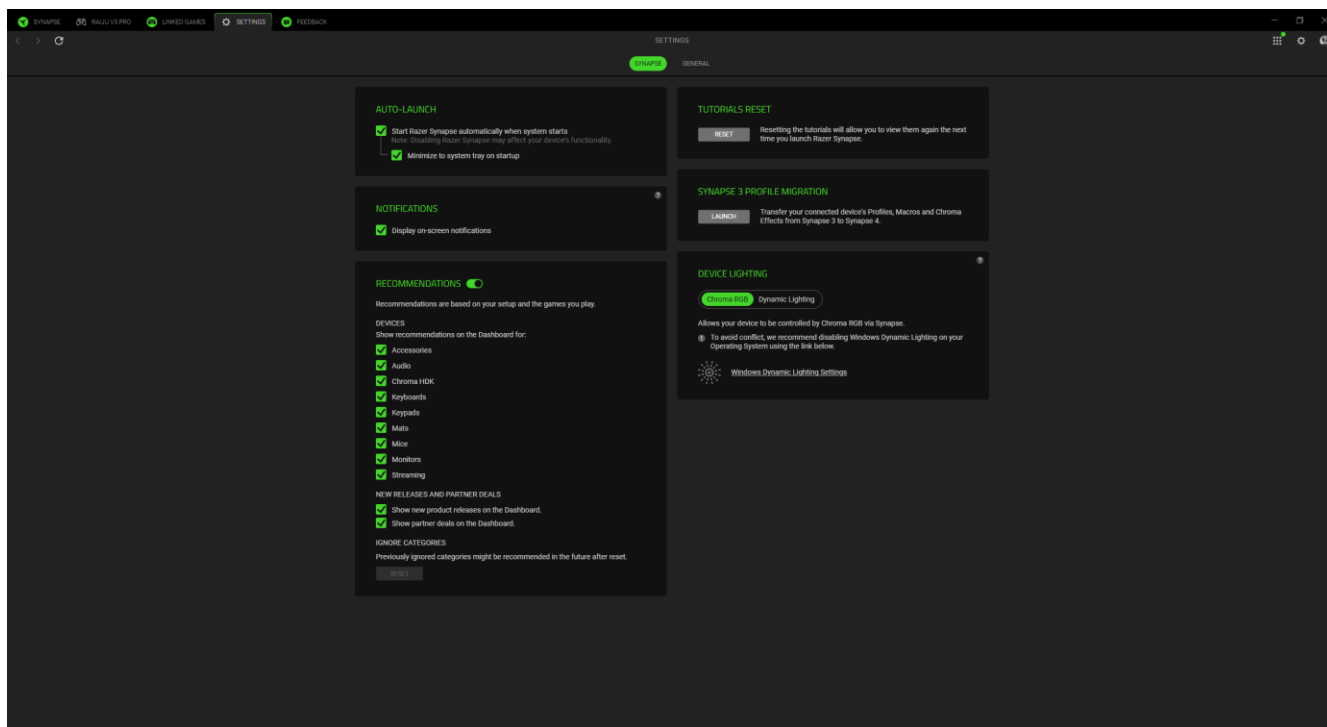 SYNAPSE
RAIJU V3 PRO
LINKED GAMES
SETTINGS
FEEDBACK
SETTINGS
SYNAPSE
GENERAL
AUTO-LAUNCH
Start Razer Synapse automatically when system starts
Note: Disabling Razer Synapse may affect your device's functionality.
Minimize to system tray on startup
NOTIFICATIONS
Display on-screen notifications
RECOMMENDATIONS
Recommendations are based on your setup and the games you play.
DEVICES
Show recommendations on the Dashboard for:
Accessories
Audio
Chroma HDK
Keyboards
Keypads
Mats
Mice
Monitors
Streaming
NEW RELEASES AND PARTNER DEALS
Show new product releases on the Dashboard.
Show partner deals on the Dashboard.
IGNORE CATEGORIES
Previously ignored categories might be recommended in the future after reset.
RESET
TUTORIALS RESET
RESET
Resetting the tutorials will allow you to view them again the next
time you launch Razer Synapse.
SYNAPSE 3 PROFILE MIGRATION
LAUNCH
Transfer your connected device's Profiles, Macros and Chroma
Effects from Synapse 3 to Synapse 4.
DEVICE LIGHTING
Chroma RGB
Dynamic Lighting
Allows your device to be controlled by Chroma RGB via Synapse.
To avoid conflict, we recommend disabling Windows Dynamic Lighting on your
Operating System using the link below.
Windows Dynamic Lighting Settings